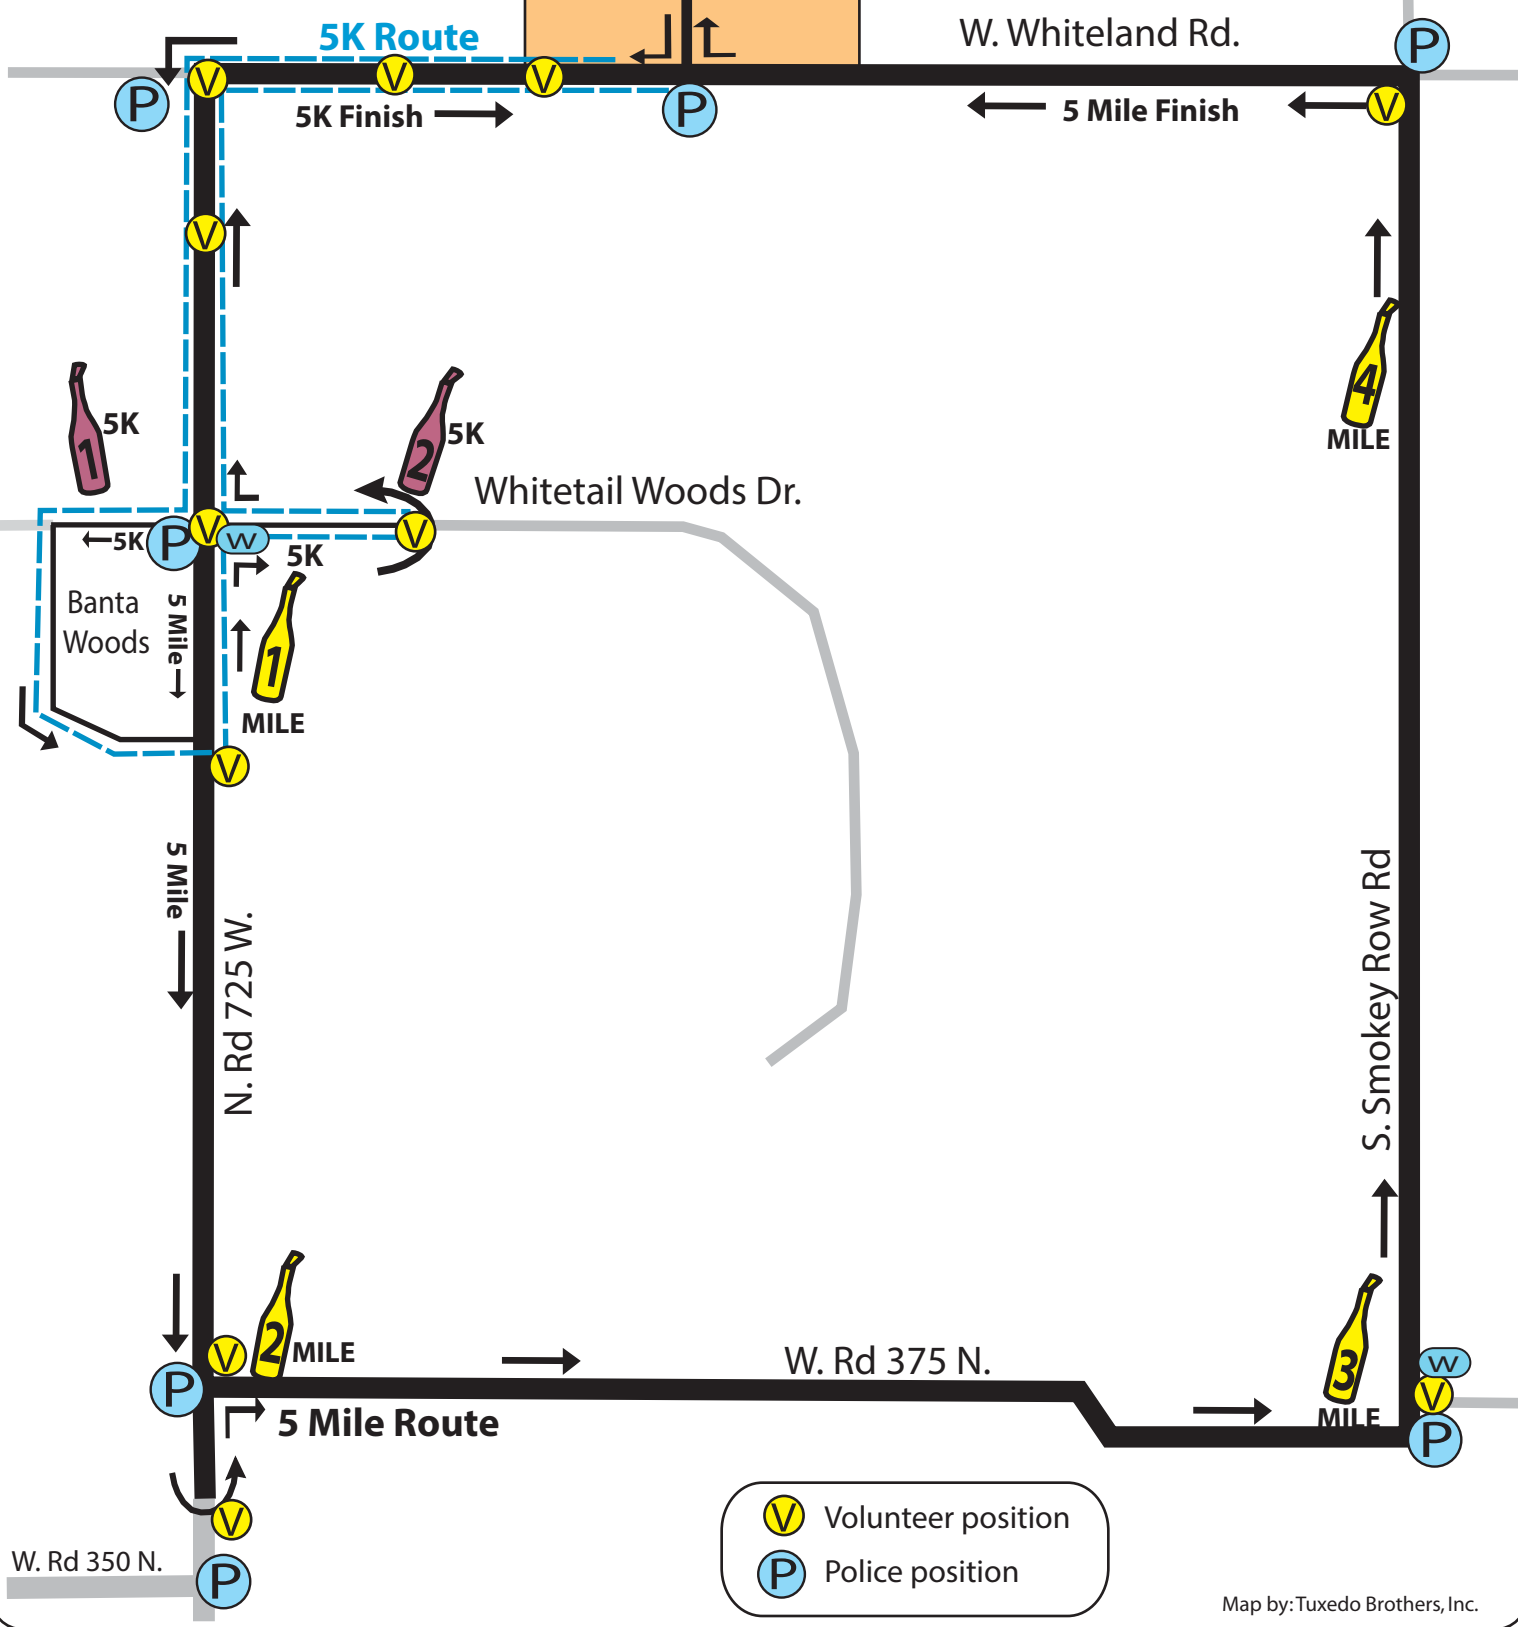 W. Whiteland Rd.
5K Route
P
V
V
V
P
P
5K Finish
P
5 Mile Finish
V
V
1
5K
2
5K
4
MILE
Whitetail Woods Dr.
5K
P
V
W
V
5K
Banta
Woods
5 Mile
1
MILE
V
5 Mile
N. Rd 725 W.
S. Smokey Row Rd
V
2
MILE
W. Rd 375 N.
3
MILE
W
V
P
P
5 Mile Route
V
W. Rd 350 N.
P
V Volunteer position
P Police position
Map by: Tuxedo Brothers, Inc.